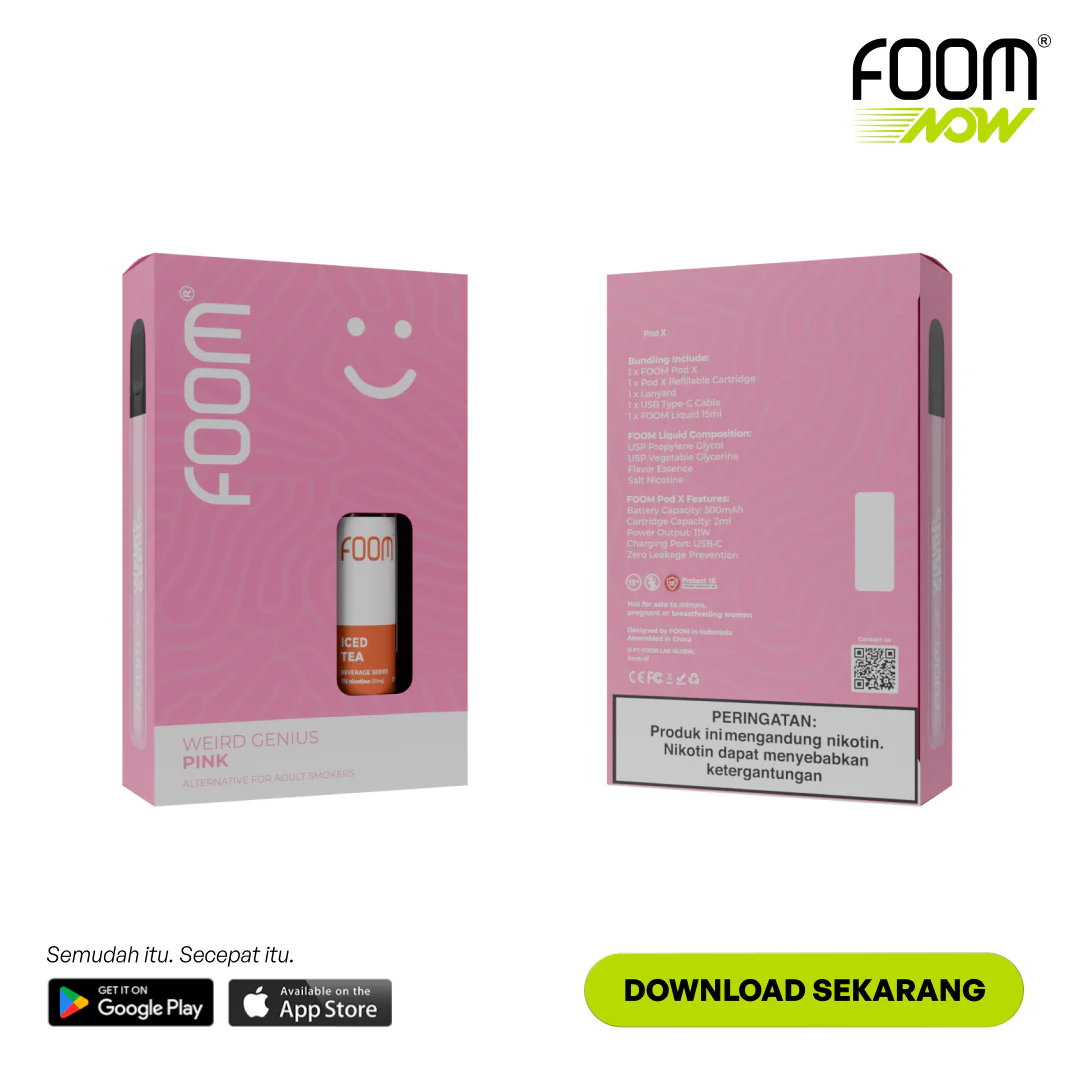 FOOM®
NOW
FOOM®
FOOM
ICED
TEA
BEVERAGE SERIES
WEIRD GENIUS
PINK
ALTERNATIVE FOR ADULT SMOKERS
Pod X
Bundling Include:
1 x FOOM Pod X
1 x Pod X Refillable Cartridge
1 x Lanyard
1 x USB Type-C Cable
1 x FOOM Liquid 15ml
FOOM Liquid Composition:
USP Propylene Glycol
USP Vegetable Glycerine
Flavor Essence
Salt Nicotine
FOOM Pod X Features:
Battery Capacity: 500mAh
Cartridge Capacity: 2ml
Power Output: 11W
Charging Port: USB-C
Zero Leakage Prevention
18+
Protect 18
Not for sale to minors,
pregnant or breastfeeding women
Designed by FOOM in Indonesia
Assembled in China
© PT FOOM LAB GLOBAL,
foom.id
Contact us
CE FC
PERINGATAN:
Produk ini mengandung nikotin.
Nikotin dapat menyebabkan
ketergantungan
Semudah itu. Secepat itu.
GET IT ON
Google Play
Available on the
App Store
DOWNLOAD SEKARANG